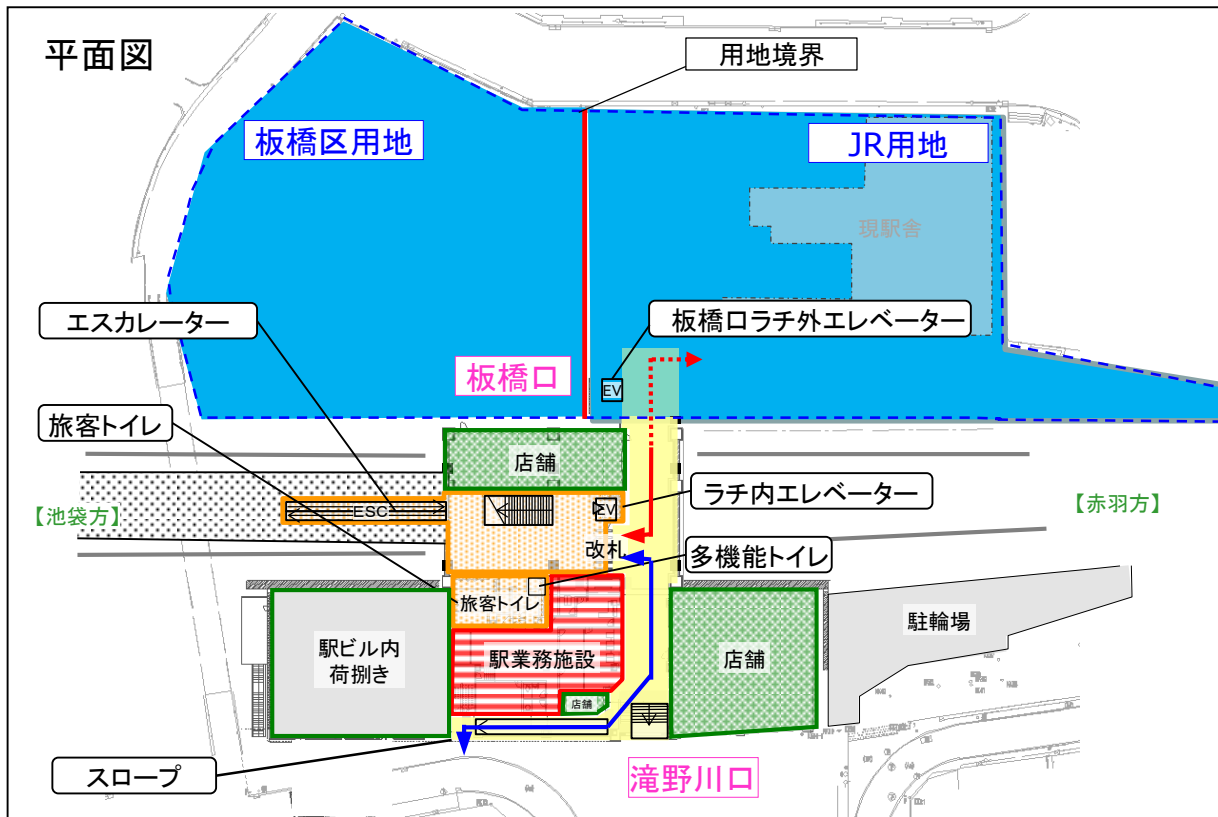 平面図
用地境界
板橋区用地
JR用地
現駅舎
エスカレーター
板橋口ラチ外エレベーター
板橋口
EV
旅客トイレ
店舗
ラチ内エレベーター
【池袋方】
ESC
EV
【赤羽方】
改札
多機能トイレ
旅客トイレ
駐輪場
駅ビル内
荷捌き
駅業務施設
店舗
店舗
スロープ
滝野川口